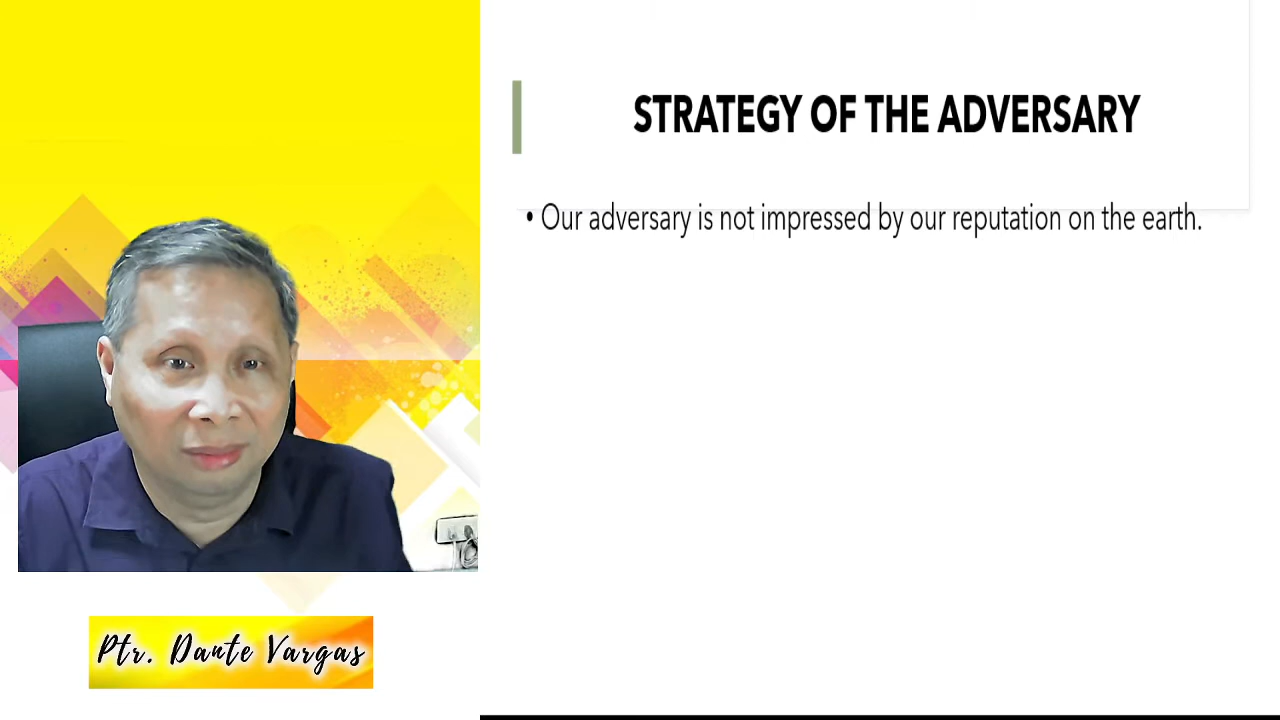 STRATEGY OF THE ADVERSARY
• Our adversary is not impressed by our reputation on the earth.
Ptr. Dante Vargas